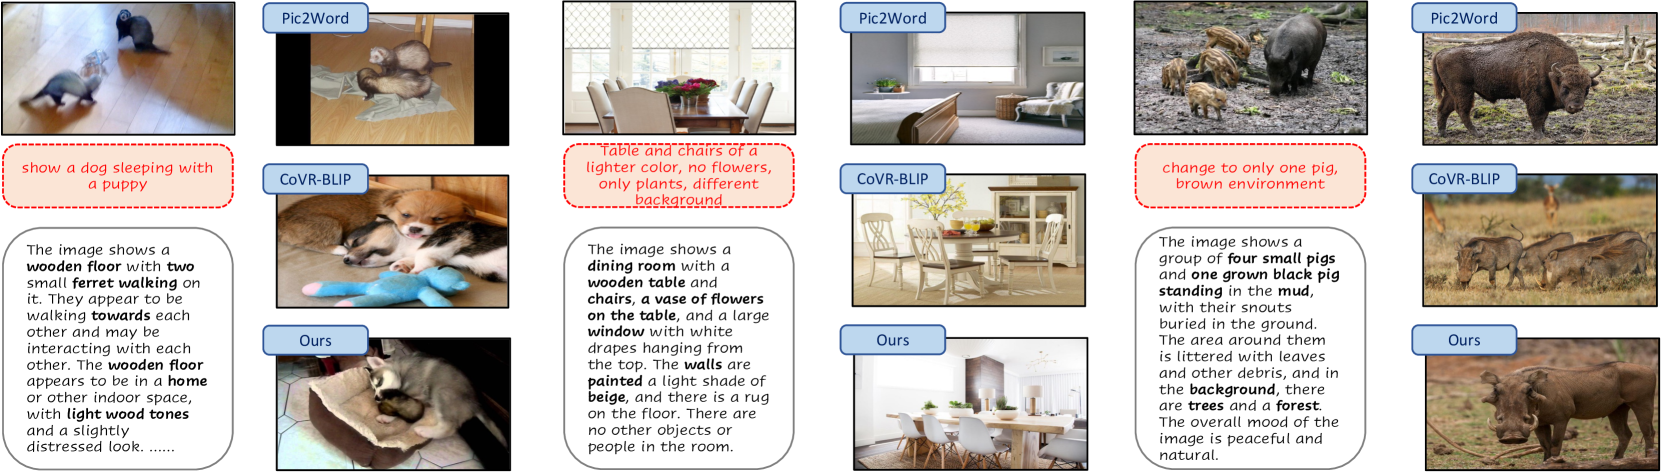 Pic2Word
CoVR-BLIP
Ours
show a dog sleeping with
a puppy
The image shows a
wooden floor with two
small ferret walking on
it. They appear to be
walking towards each
other and may be
interacting with each
other. The wooden floor
appears to be in a home
or other indoor space,
with light wood tones
and a slightly
distressed look. ......
Pic2Word
CoVR-BLIP
Ours
Table and chairs of a
lighter color, no flowers,
only plants, different
background
The image shows a
dining room with a
wooden table and
chairs, a vase of flowers
on the table, and a large
window with white
drapes hanging from
the top. The walls are
painted a light shade of
beige, and there is a rug
on the floor. There are
no other objects or
people in the room.
Pic2Word
CoVR-BLIP
Ours
change to only one pig,
brown environment
The image shows a
group of four small pigs
and one grown black pig
standing in the mud,
with their snouts
buried in the ground.
The area around them
is littered with leaves
and other debris, and in
the background, there
are trees and a forest.
The overall mood of the
image is peaceful and
natural.